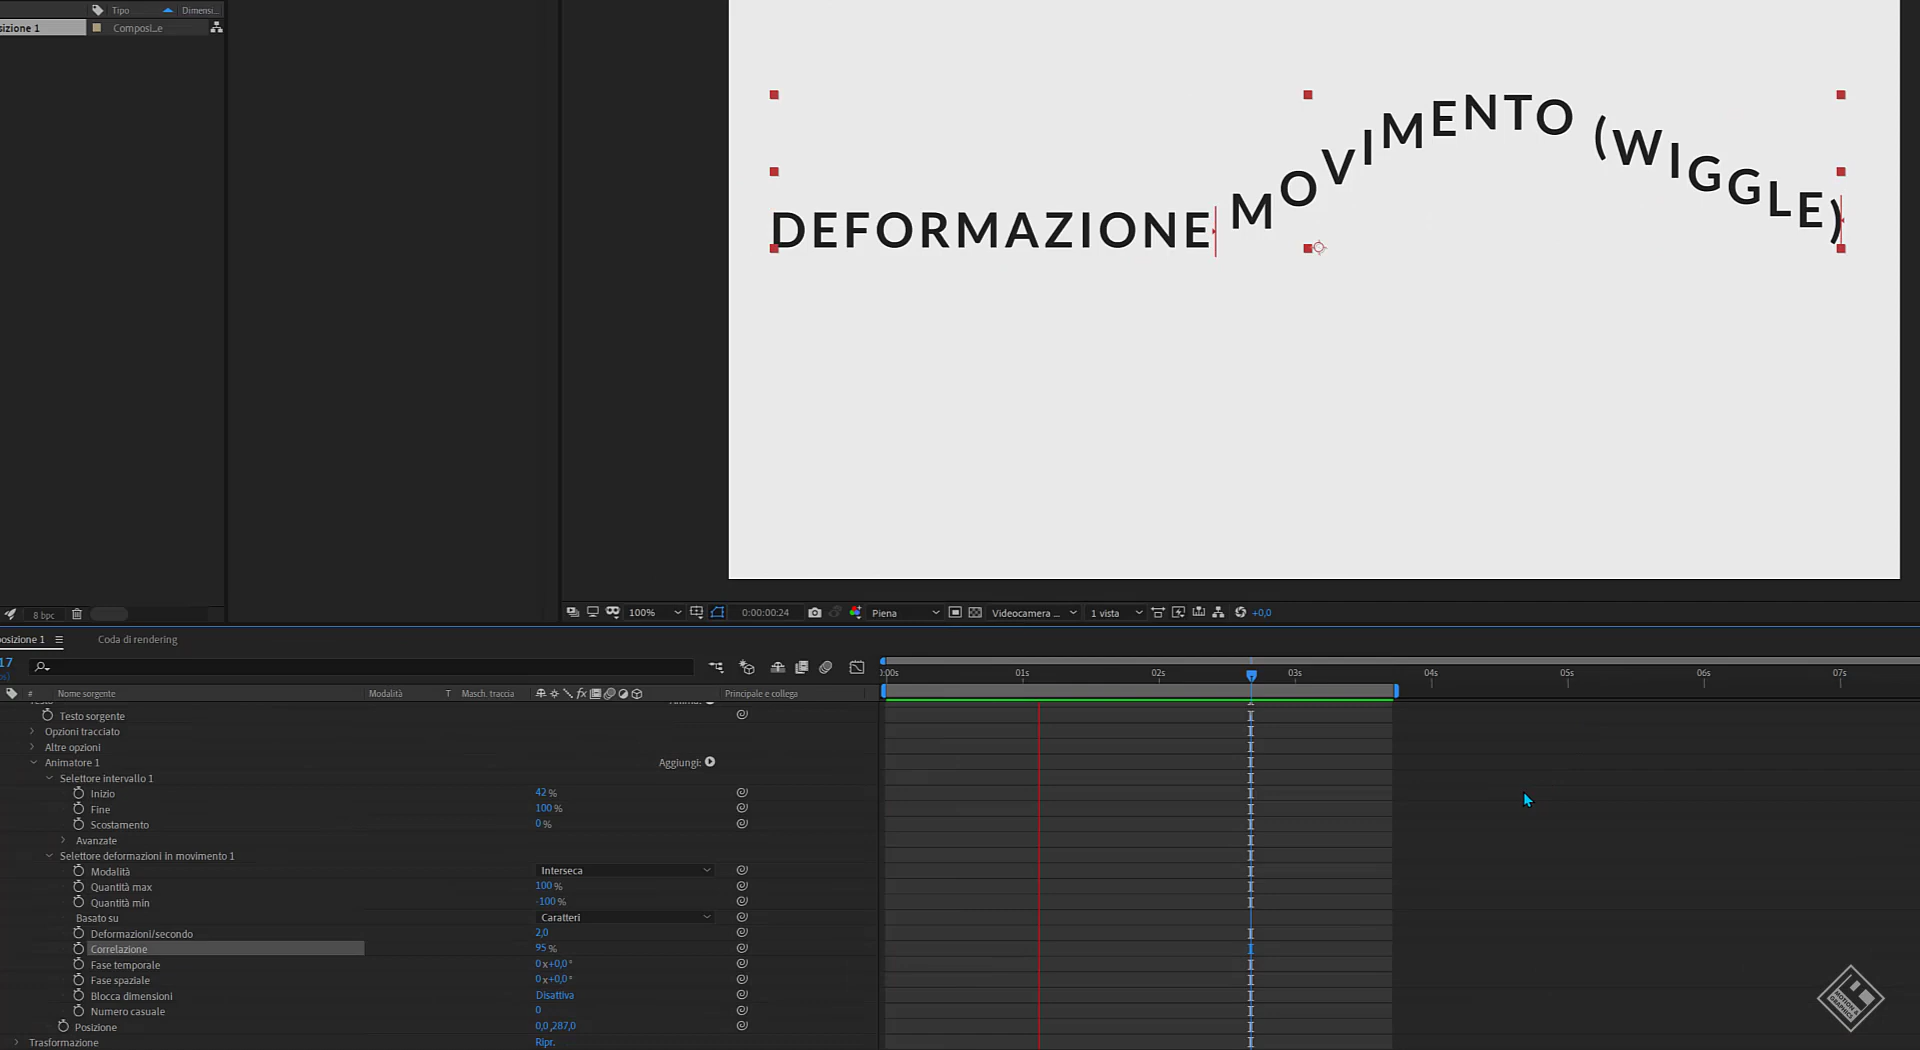 Tipo Dimensi...
sizione 1 Composi...e
DEFORMAZIONE MOVIMENTO (WIGGLE)
8 bpc
100% 0:00:00:24 Piena Videocamera ... 1 vista +0,0
posizione 1 Coda di rendering
17
# Nome sorgente Modalità T Masch. traccia Principale e collega
:00s 01s 02s 03s 04s 05s 06s 07s
Testo sorgente
Opzioni tracciato
Altre opzioni
Animatore 1 Aggiungi:
Selettore intervallo 1
Inizio 42 %
Fine 100 %
Scostamento 0 %
Avanzate
Selettore deformazioni in movimento 1
Modalità Interseca
Quantità max 100 %
Quantità min -100 %
Basato su Caratteri
Deformazioni/secondo 2,0
Correlazione 95 %
Fase temporale 0 x+0,0 °
Fase spaziale 0 x+0,0 °
Blocca dimensioni Disattiva
Numero casuale 0
Posizione 0,0,287,0
Trasformazione Ripr.